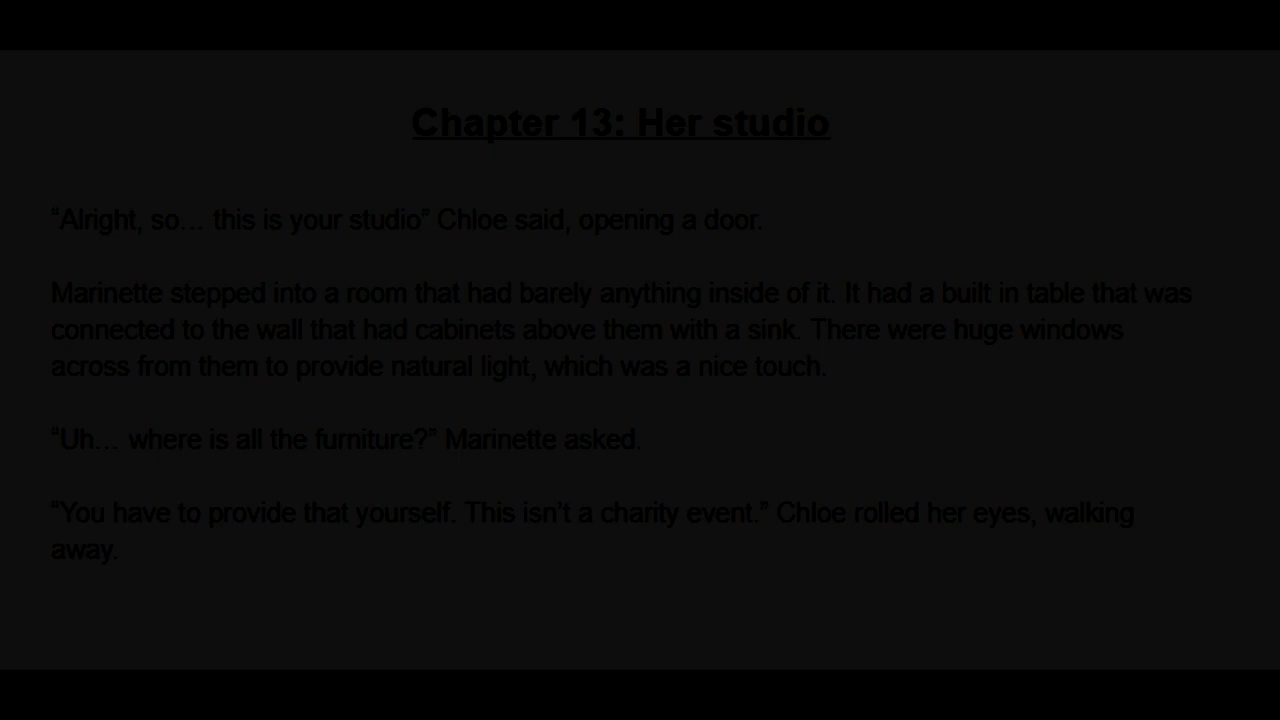 Chapter 13: Her studio
“Alright, so… this is your studio” Chloe said, opening a door.
Marinette stepped into a room that had barely anything inside of it. It had a built in table that was
connected to the wall that had cabinets above them with a sink. There were huge windows
across from them to provide natural light, which was a nice touch.
“Uh… where is all the furniture?” Marinette asked.
“You have to provide that yourself. This isn’t a charity event.” Chloe rolled her eyes, walking
away.